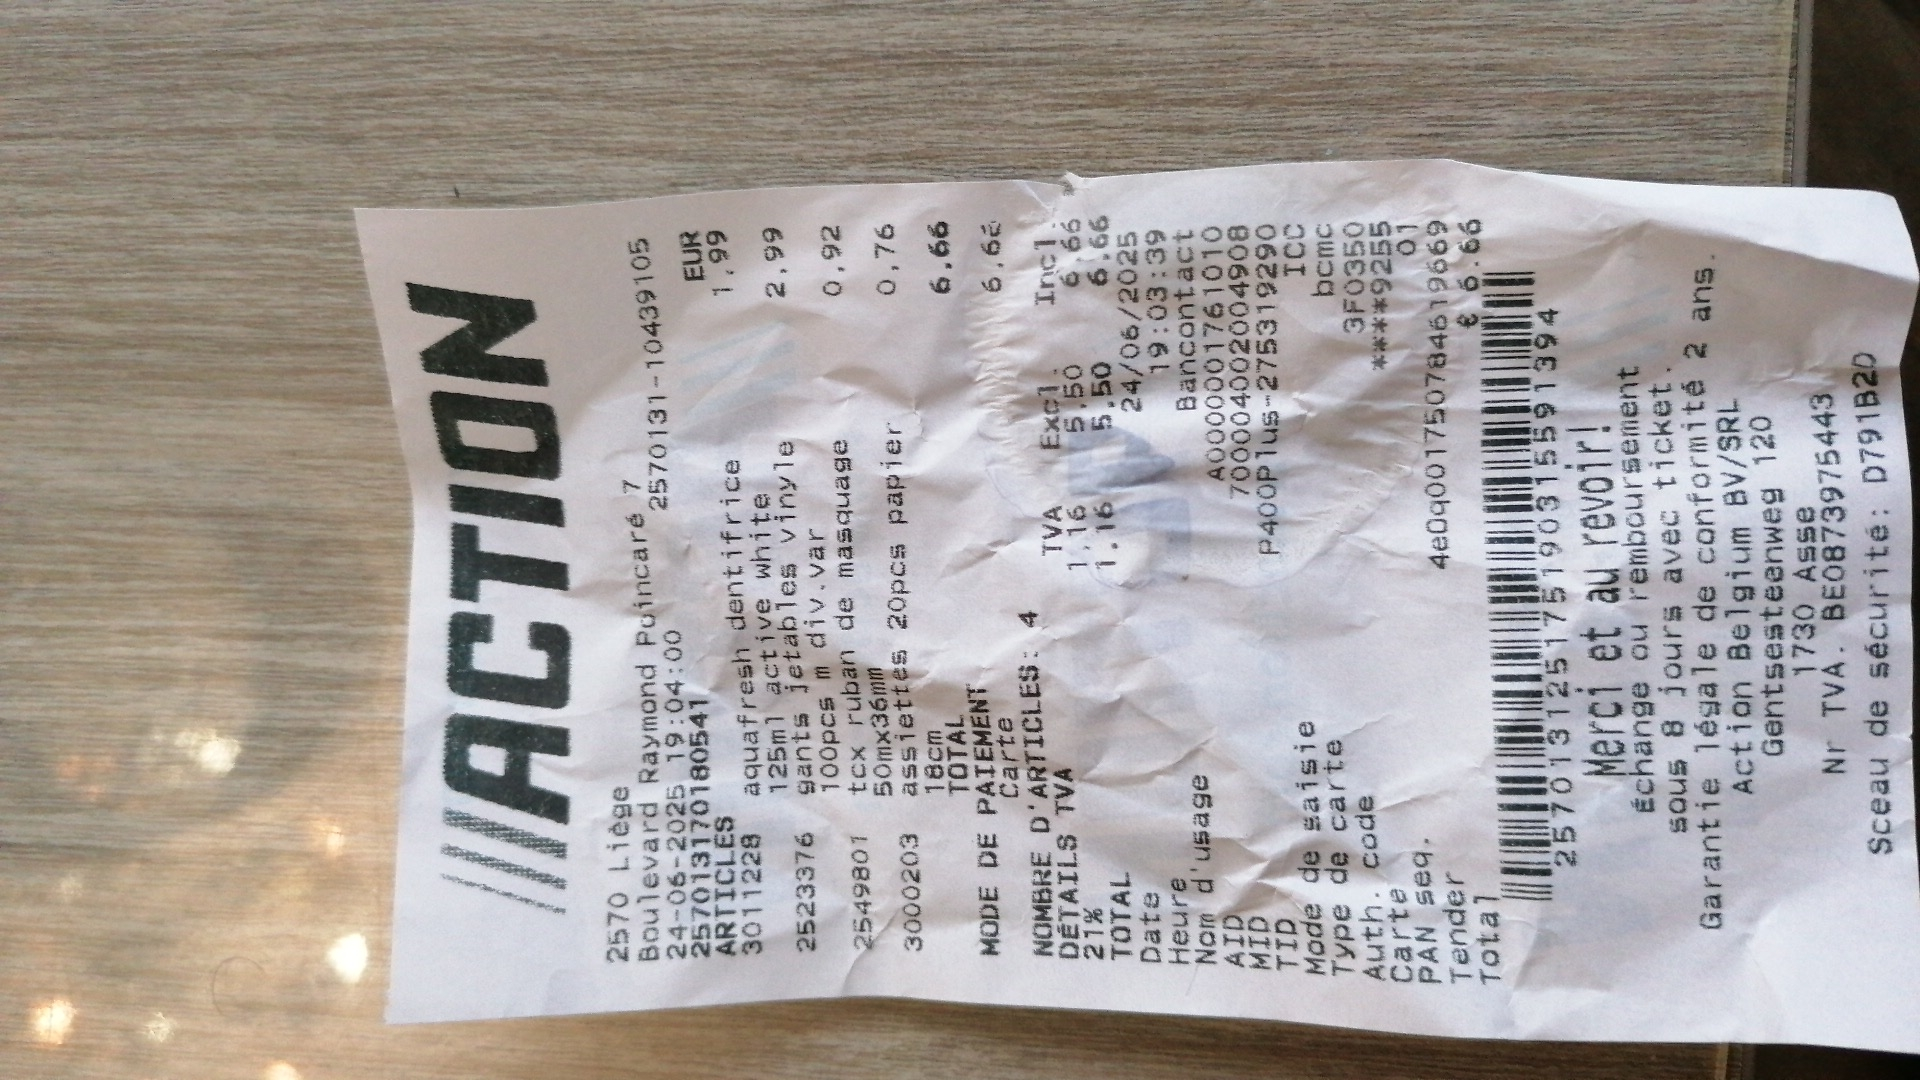 ACTION
2570 Liège
Boulevard Raymond Poincaré 7
24-06-2025 19:04:00 2570131-10439105
257013170180541
ARTICLES EUR
3011228 aquafresh dentifrice 1,99
125ml active white
2523376 gants jetables vinyle 2,99
100pcs m div.var
2549801 tcx ruban de masquage 0,92
50mx36mm
3000203 assiettes 20pcs papier 0,76
18cm
TOTAL 6,66
MODE DE PAIEMENT
Carte 6,66
NOMBRE D'ARTICLES: 4
DÉTAILS TVA TVA Excl. Incl.
21% 1,16 5,50 6,66
TOTAL 1,16 5,50 6,66
Date 24/06/2025
Heure 19:03:39
Nom d'usage Bancontact
AID A0000001761010
MID 700004002004908
TID P400Plus-275319290
Mode de saisie ICC
Type de carte bcmc
Auth. code 3F0350
Carte ****9255
PAN seq. 01
Tender 4e0q001750784619669
Total € 6.66
257013125175190315591394
Merci et au revoir!
Échange ou remboursement
sous 8 jours avec ticket.
Garantie légale de conformité 2 ans.
Action Belgium BV/SRL
Gentsesteenweg 120
1730 Asse
Nr TVA. BE0873975443
Sceau de sécurité: D791B20